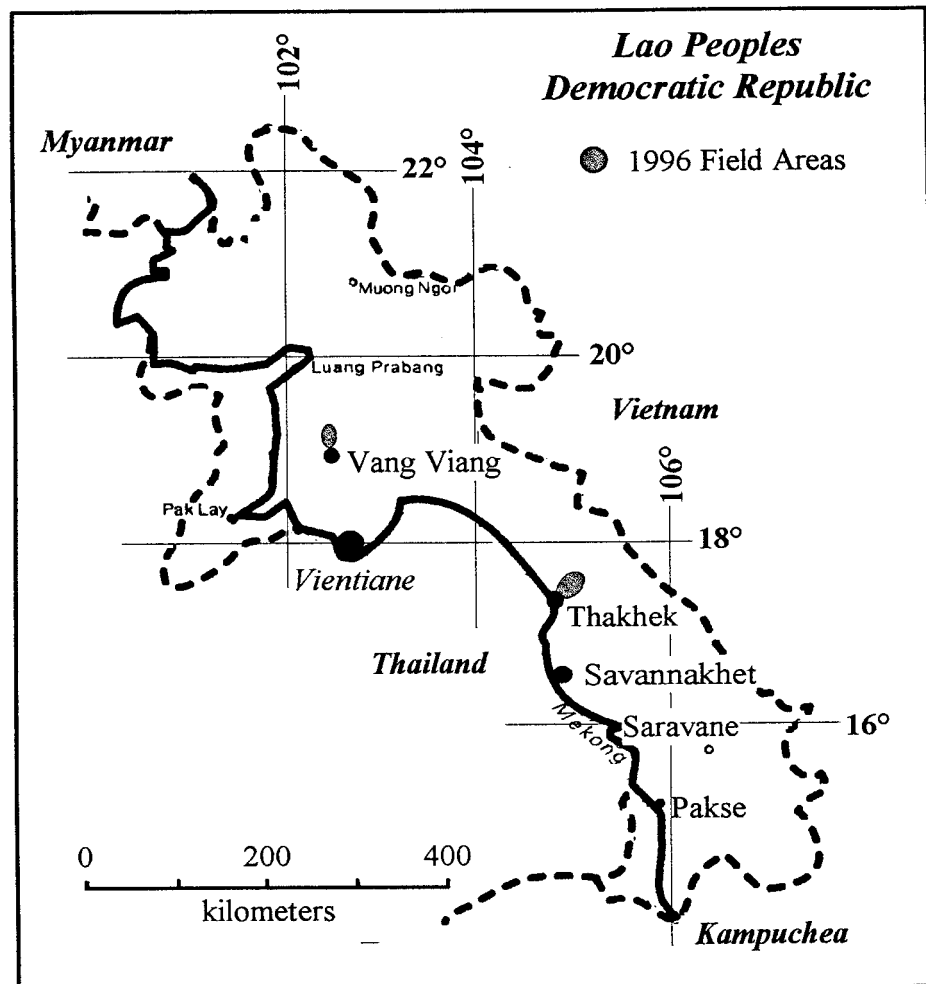 Lao Peoples
Democratic Republic
1996 Field Areas
Myanmar
102°
104°
22°
Muong Ngoi
20°
Luang Prabang
Vietnam
Vang Viang
106°
Pak Lay
18°
Vientiane
Thakhek
Thailand
Savannakhet
Mekong
Saravane
16°
Pakse
0 200 400
kilometers
Kampuchea